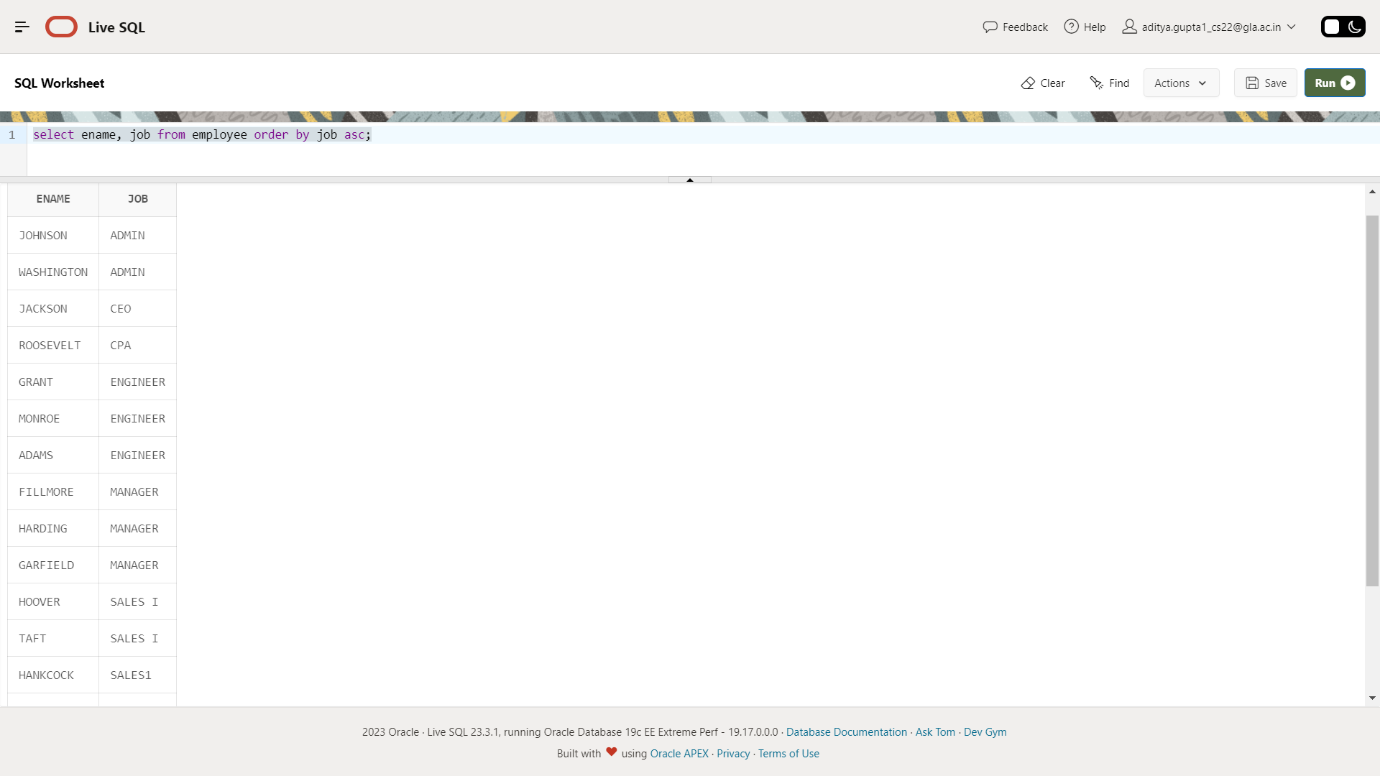 Live SQL
Feedback Help aditya.gupta1_cs22@gla.ac.in
SQL Worksheet
Clear Find Actions Save Run
1 select ename, job from employee order by job asc;
ENAME JOB
JOHNSON ADMIN
WASHINGTON ADMIN
JACKSON CEO
ROOSEVELT CPA
GRANT ENGINEER
MONROE ENGINEER
ADAMS ENGINEER
FILLMORE MANAGER
HARDING MANAGER
GARFIELD MANAGER
HOOVER SALES I
TAFT SALES I
HANKCOCK SALES1
2023 Oracle · Live SQL 23.3.1, running Oracle Database 19c EE Extreme Perf - 19.17.0.0.0 · Database Documentation · Ask Tom · Dev Gym
Built with ❤ using Oracle APEX · Privacy · Terms of Use